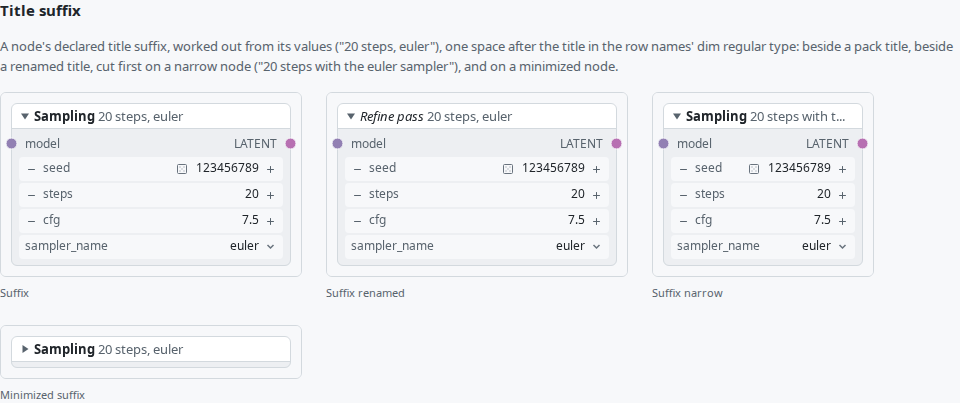 Title suffix
A node's declared title suffix, worked out from its values ("20 steps, euler"), one space after the title in the row names' dim regular type: beside a pack title, beside
a renamed title, cut first on a narrow node ("20 steps with the euler sampler"), and on a minimized node.
Sampling 20 steps, euler
model LATENT
– seed 123456789 +
– steps 20 +
– cfg 7.5 +
sampler_name euler
Suffix
Refine pass 20 steps, euler
model LATENT
– seed 123456789 +
– steps 20 +
– cfg 7.5 +
sampler_name euler
Suffix renamed
Sampling 20 steps with t...
model LATENT
– seed 123456789 +
– steps 20 +
– cfg 7.5 +
sampler_name euler
Suffix narrow
Sampling 20 steps, euler
Minimized suffix